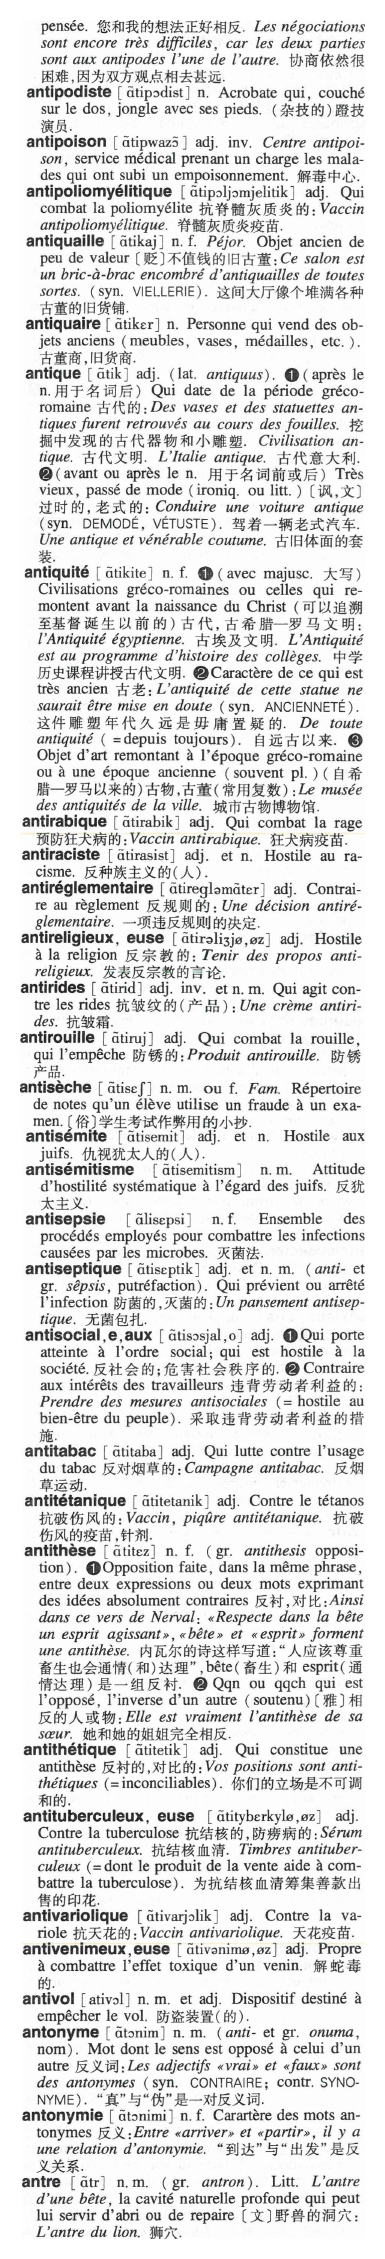 pensée. 您和我的想法正好相反. Les négociations
sont encore très difficiles, car les deux parties
sont aux antipodes l'une de l'autre. 协商依然很
困难,因为双方观点相去甚远.
antipodiste [ ɑ̃tipɔdist] n. Acrobate qui, couché
sur le dos, jongle avec ses pieds. (杂技的)蹬技
演员.
antipoison [ ɑ̃tipwazɔ̃] adj. inv. Centre antipoi-
son, service médical prenant un charge les mala-
des qui ont subi un empoisonnement. 解毒中心.
antipoliomyélitique [ ɑ̃tipɔljɔmjelitik] adj. Qui
combat la poliomyélite 抗脊髓灰质炎的:Vaccin
antipoliomyélitique. 脊髓灰质炎疫苗.
antiquaille [ ɑ̃tikaj] n. f. Péjor. Objet ancien de
peu de valeur [贬]不值钱的旧古董:Ce salon est
un bric-à-brac encombré d'antiquailles de toutes
sortes. (syn. VIELLERIE). 这间大厅像个堆满各种
古董的旧货铺.
antiquaire [ ɑ̃tikɛr] n. Personne qui vend des ob-
jets anciens (meubles, vases, médailles, etc.).
古董商,旧货商.
antique [ ɑ̃tik] adj. (lat. antiquus). ❶(après le
n.用于名词后) Qui date de la période gréco-
romaine 古代的:Des vases et des statuettes an-
tiques furent retrouvés au cours des fouilles. 挖
掘中发现的古代器物和小雕塑. Civilisation an-
tique. 古代文明. L'Italie antique. 古代意大利.
❷(avant ou après le n. 用于名词前或后) Très
vieux, passé de mode (ironiq. ou litt.) [讽,文]
过时的,老式的: Conduire une voiture antique
(syn. DEMODÉ, VÉTUSTE). 驾着一辆老式汽车.
Une antique et vénérable coutume. 古旧体面的套
装.
antiquité [ ɑ̃tikite] n. f. ❶(avec majusc. 大写)
Civilisations gréco-romaines ou celles qui re-
montent avant la naissance du Christ (可以追溯
至基督诞生以前的)古代,古希腊—罗马文明:
l'Antiquité égyptienne. 古埃及文明. L'Antiquité
est au programme d'histoire des collèges. 中学
历史课程讲授古代文明. ❷Caractère de ce qui est
très ancien 古老:L'antiquité de cette statue ne
saurait être mise en doute (syn. ANCIENNETÉ).
这件雕塑年代久远是毋庸置疑的. De toute
antiquité ( =depuis toujours). 自远古以来. ❸
Objet d'art remontant à l'époque gréco-romaine
ou à une époque ancienne (souvent pl.)(自希
腊—罗马以来的)古物,古董(常用复数):Le musée
des antiquités de la ville. 城市古物博物馆.
antirabique [ ɑ̃tirabik] adj. Qui combat la rage
预防狂犬病的:Vaccin antirabique. 狂犬病疫苗.
antiraciste [ ɑ̃tirasist] adj. et n. Hostile au ra-
cisme. 反种族主义的(人).
antiréglementaire [ ɑ̃tireglɔmɑ̃tɛr] adj. Contrai-
re au règlement 反规则的:Une décision antiré-
glementaire. 一项违反规则的决定.
antireligieux, euse [ ɑ̃tirəliʒjø,øz] adj. Hostile
à la religion 反宗教的: Tenir des propos anti-
religieux. 发表反宗教的言论.
antirides [ ɑ̃tirid] adj. inv. et n. m. Qui agit con-
tre les rides 抗皱纹的(产品):Une crème antiri-
des. 抗皱霜.
antirouille [ ɑ̃tiruj] adj. Qui combat la rouille,
qui l'empêche 防锈的:Produit antirouille. 防锈
产品.
antisèche [ ɑ̃tisɛʃ] n. m. ou f. Fam. Répertoire
de notes qu'un élève utilise un fraude à un exa-
men.[俗]学生考试作弊用的小抄.
antisémite [ ɑ̃tisemit] adj. et n. Hostile aux
juifs. 仇视犹太人的(人).
antisémitisme [ ɑ̃tisemitism] n. m. Attitude
d'hostilité systématique à l'égard des juifs. 反犹
太主义.
antisepsie [ ɑ̃lisɛpsi] n. f. Ensemble des
procédés employés pour combattre les infections
causées par les microbes. 灭菌法.
antiseptique [ ɑ̃tisɛptik] adj. et n. m. (anti- et
gr. sêpsis, putréfaction). Qui prévient ou arrêté
l'infection 防菌的,灭菌的:Un pansement antisep-
tique. 无菌包扎.
antisocial,e,aux [ ɑ̃tisɔsjal,o] adj. ❶Qui porte
atteinte à l'ordre social; qui est hostile à la
société.反社会的;危害社会秩序的. ❷ Contraire
aux intérêts des travailleurs 违背劳动者利益的:
Prendre des mesures antisociales (= hostile au
bien-être du peuple). 采取违背劳动者利益的措
施.
antitabac [ ɑ̃titaba] adj. Qui lutte contre l'usage
du tabac 反对烟草的:Campagne antitabac. 反烟
草运动.
antitétanique [ ɑ̃titetanik] adj. Contre le tétanos
抗破伤风的: Vaccin, piqûre antitétanique. 抗破
伤风的疫苗,针剂.
antithèse [ ɑ̃titɛz] n. f. ( gr. antithesis opposi-
tion). ❶Opposition faite, dans la même phrase,
entre deux expressions ou deux mots exprimant
des idées absolument contraires 反衬,对比:Ainsi
dans ce vers de Nerval: «Respecte dans la bête
un esprit agissant», «bête» et «esprit» forment
une antithèse. 内瓦尔的诗这样写道:“人应该尊重
畜生也会通情(和)达理”,bête(畜生)和 esprit(通
情达理)是一组反衬. ❷ Qqn ou qqch qui est
l'opposé, l'inverse d'un autre (soutenu)[雅]相
反的人或物:Elle est vraiment l'antithèse de sa
sœur. 她和她的姐姐完全相反.
antithétique [ ɑ̃titetik] adj. Qui constitue une
antithèse 反衬的,对比的:Vos positions sont anti-
thétiques (=inconciliables). 你们的立场是不可调
和的.
antituberculeux, euse [ ɑ̃titybɛrkylø,øz] adj.
Contre la tuberculose 抗结核的,防痨病的:Sérum
antituberculeux. 抗结核血清. Timbres antituber-
culeux (=dont le produit de la vente aide à com-
battre la tuberculose). 为抗结核血清筹集善款出
售的印花.
antivariolique [ ɑ̃tivarjɔlik] adj. Contre la va-
riole 抗天花的:Vaccin antivariolique. 天花疫苗.
antivenimeux,euse [ ɑ̃tivənimø,øz] adj. Propre
à combattre l'effet toxique d'un venin. 解蛇毒
的.
antivol [ativɔl] n. m. et adj. Dispositif destiné à
empêcher le vol. 防盗装置(的).
antonyme [ ɑ̃tɔnim] n. m. (anti- et gr. onuma,
nom). Mot dont le sens est opposé à celui d'un
autre 反义词:Les adjectifs «vrai» et «faux» sont
des antonymes (syn. CONTRAIRE; contr. SYNO-
NYME). “真”与“伪”是一对反义词.
antonymie [ ɑ̃tɔnimi] n. f. Carartère des mots an-
tonymes 反义:Entre «arriver» et «partir», il y a
une relation d'antonymie. “到达”与“出发”是反
义关系.
antre [ ɑ̃tr] n. m. ( gr. antron). Litt. L'antre
d'une bête, la cavité naturelle profonde qui peut
lui servir d'abri ou de repaire [文]野兽的洞穴:
L'antre du lion. 狮穴.